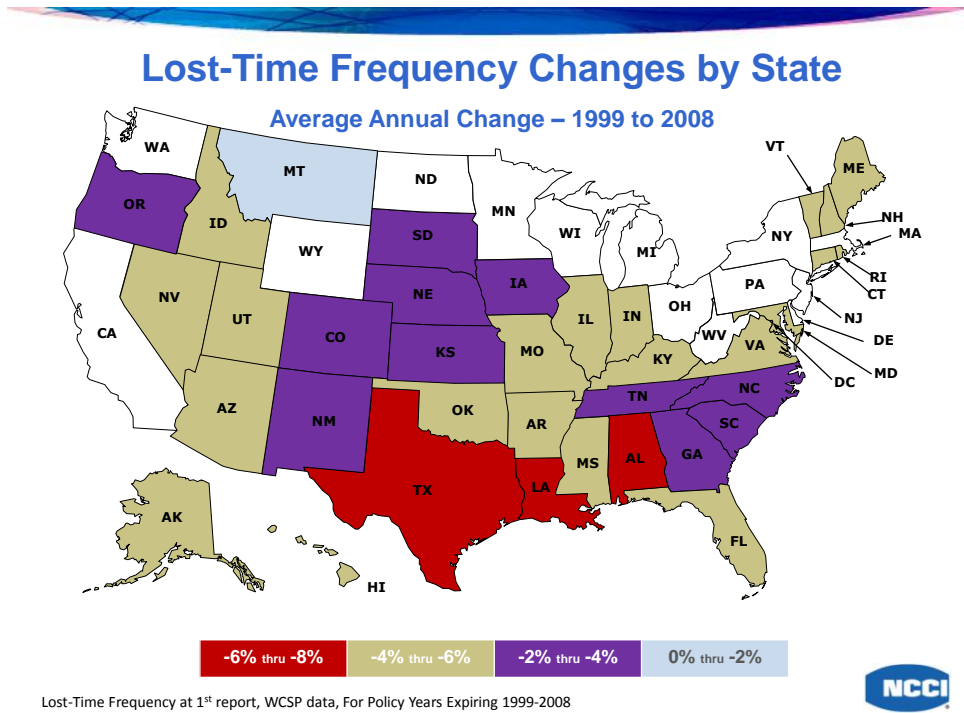 Lost-Time Frequency Changes by State
Average Annual Change – 1999 to 2008
WA
MT
ND
MN
VT
ME
OR
ID
SD
WI
MI
NY
NH
MA
WY
RI
CT
NV
UT
NE
IA
PA
NJ
CA
CO
KS
IL
IN
OH
WV
DE
MO
KY
VA
MD
DC
AZ
NM
OK
AR
TN
NC
SC
MS
AL
GA
TX
LA
AK
HI
FL
-6% thru -8%
-4% thru -6%
-2% thru -4%
0% thru -2%
Lost-Time Frequency at 1st report, WCSP data, For Policy Years Expiring 1999-2008
NCCI